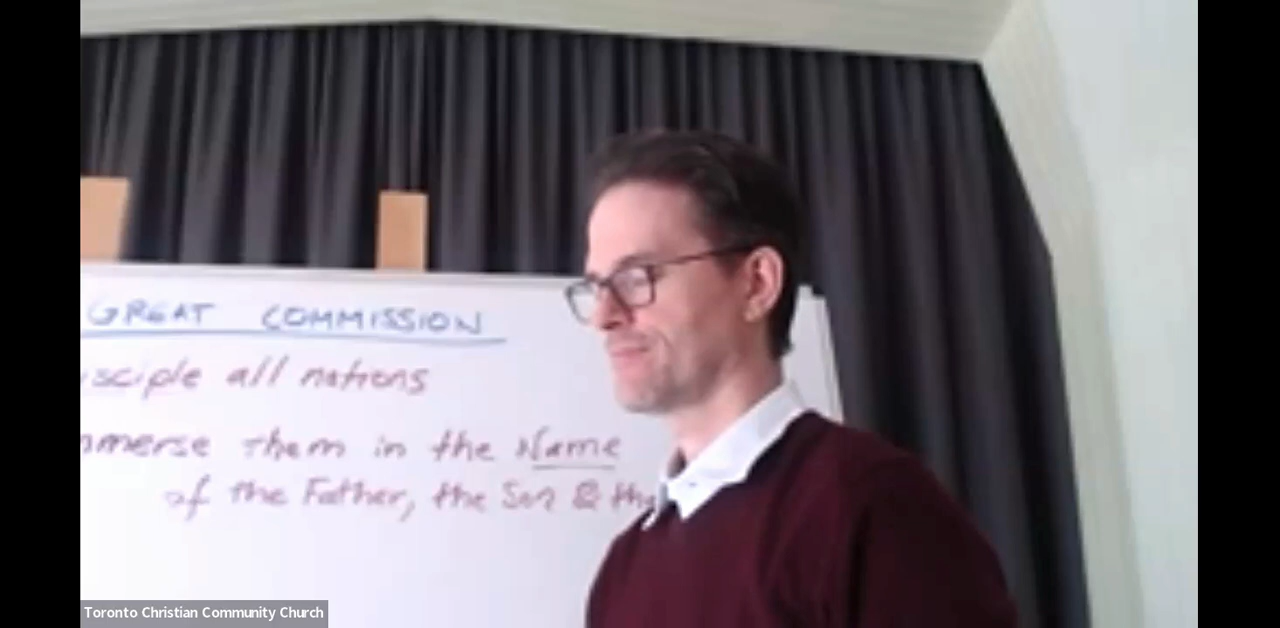 GREAT COMMISSION
isciple all nations
mmerse them in the Name
of the Father, the Son & the
Toronto Christian Community Church